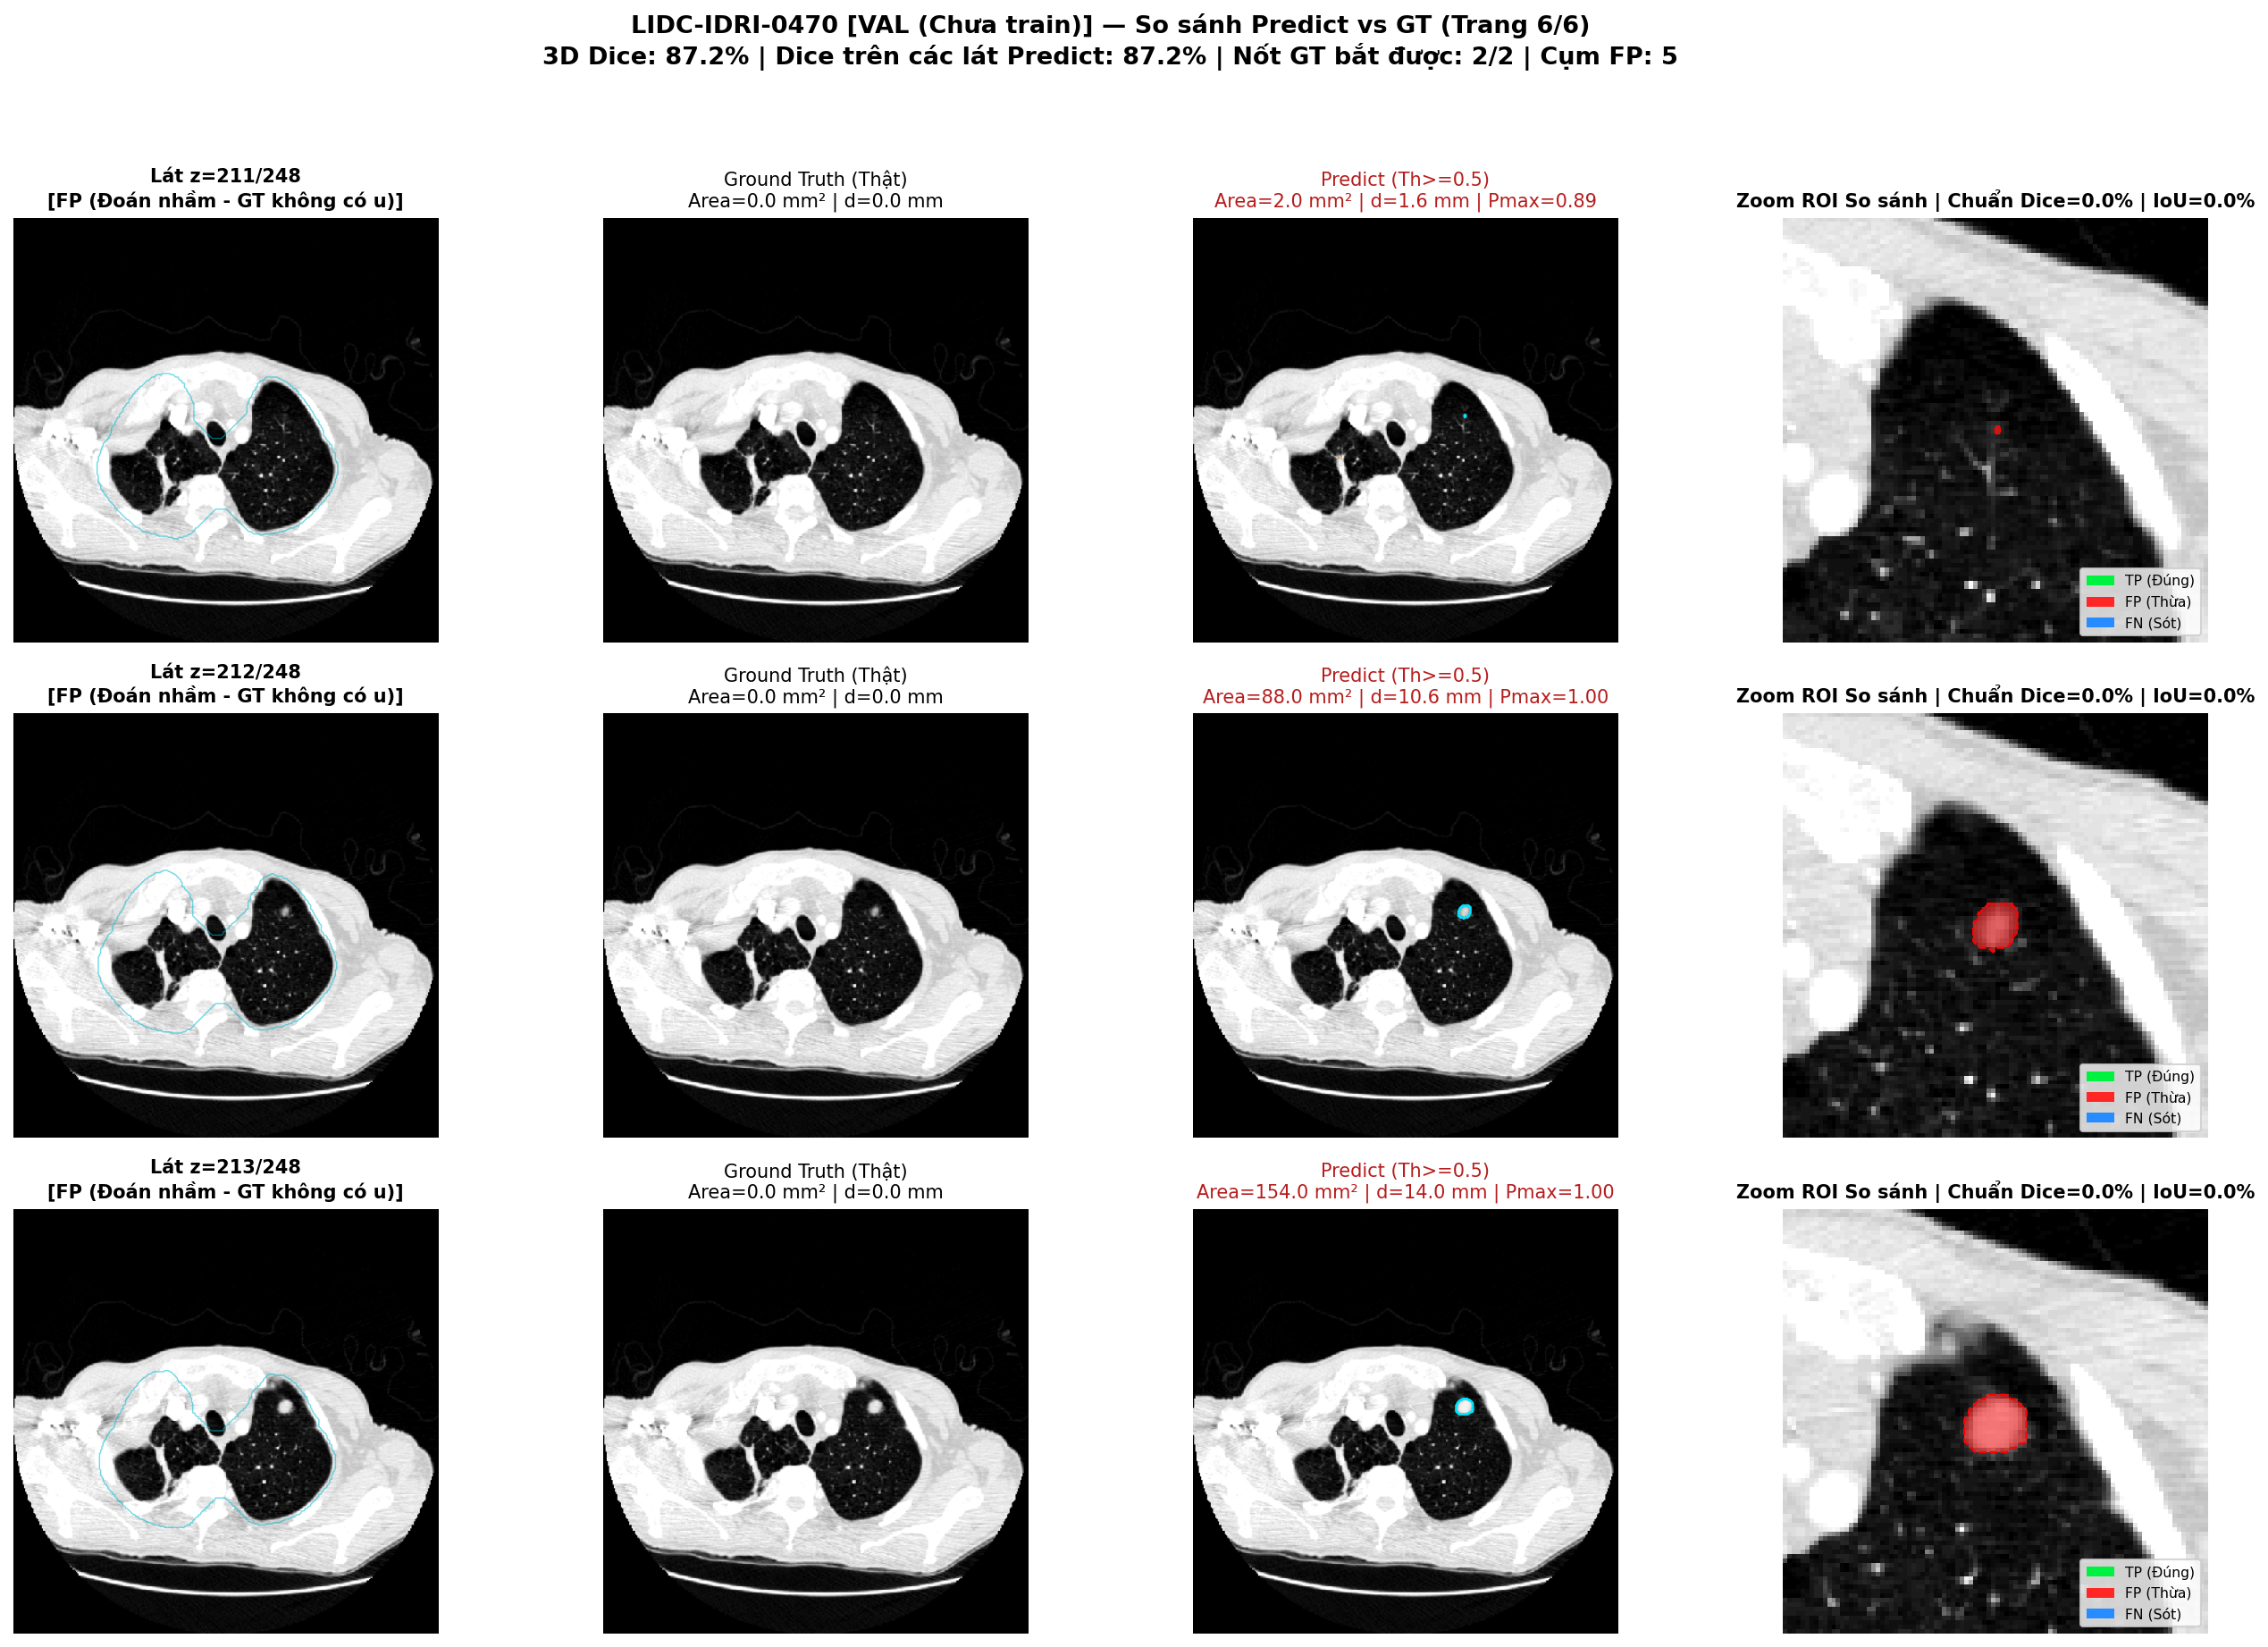 LIDC-IDRI-0470 [VAL (Chưa train)] — So sánh Predict vs GT (Trang 6/6)
3D Dice: 87.2% | Dice trên các lát Predict: 87.2% | Nốt GT bắt được: 2/2 | Cụm FP: 5
Lát z=211/248
[FP (Đoán nhầm - GT không có u)]
Ground Truth (Thật)
Area=0.0 mm² | d=0.0 mm
Predict (Th>=0.5)
Area=2.0 mm² | d=1.6 mm | Pmax=0.89
Zoom ROI So sánh | Chuẩn Dice=0.0% | IoU=0.0%
TP (Đúng)
FP (Thừa)
FN (Sót)
Lát z=212/248
[FP (Đoán nhầm - GT không có u)]
Ground Truth (Thật)
Area=0.0 mm² | d=0.0 mm
Predict (Th>=0.5)
Area=88.0 mm² | d=10.6 mm | Pmax=1.00
Zoom ROI So sánh | Chuẩn Dice=0.0% | IoU=0.0%
TP (Đúng)
FP (Thừa)
FN (Sót)
Lát z=213/248
[FP (Đoán nhầm - GT không có u)]
Ground Truth (Thật)
Area=0.0 mm² | d=0.0 mm
Predict (Th>=0.5)
Area=154.0 mm² | d=14.0 mm | Pmax=1.00
Zoom ROI So sánh | Chuẩn Dice=0.0% | IoU=0.0%
TP (Đúng)
FP (Thừa)
FN (Sót)